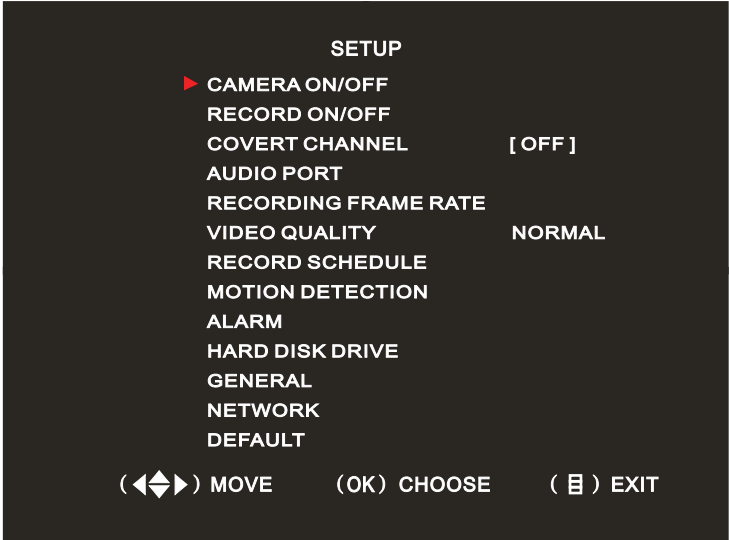 SETUP
CAMERA ON/OFF
RECORD ON/OFF
COVERT CHANNEL [ OFF ]
AUDIO PORT
RECORDING FRAME RATE
VIDEO QUALITY NORMAL
RECORD SCHEDULE
MOTION DETECTION
ALARM
HARD DISK DRIVE
GENERAL
NETWORK
DEFAULT
( ) MOVE (OK) CHOOSE ( ) EXIT